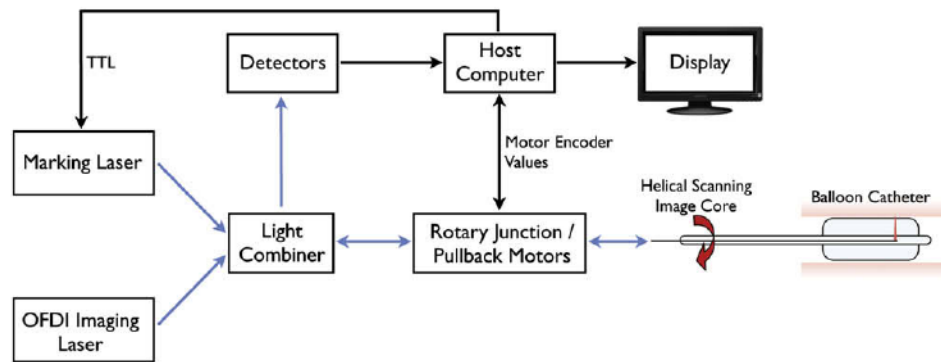 TTL
Detectors
Host
Computer
Display
Marking Laser
Motor Encoder
Values
Helical Scanning
Image Core
Balloon Catheter
Light
Combiner
Rotary Junction /
Pullback Motors
OFDI Imaging
Laser